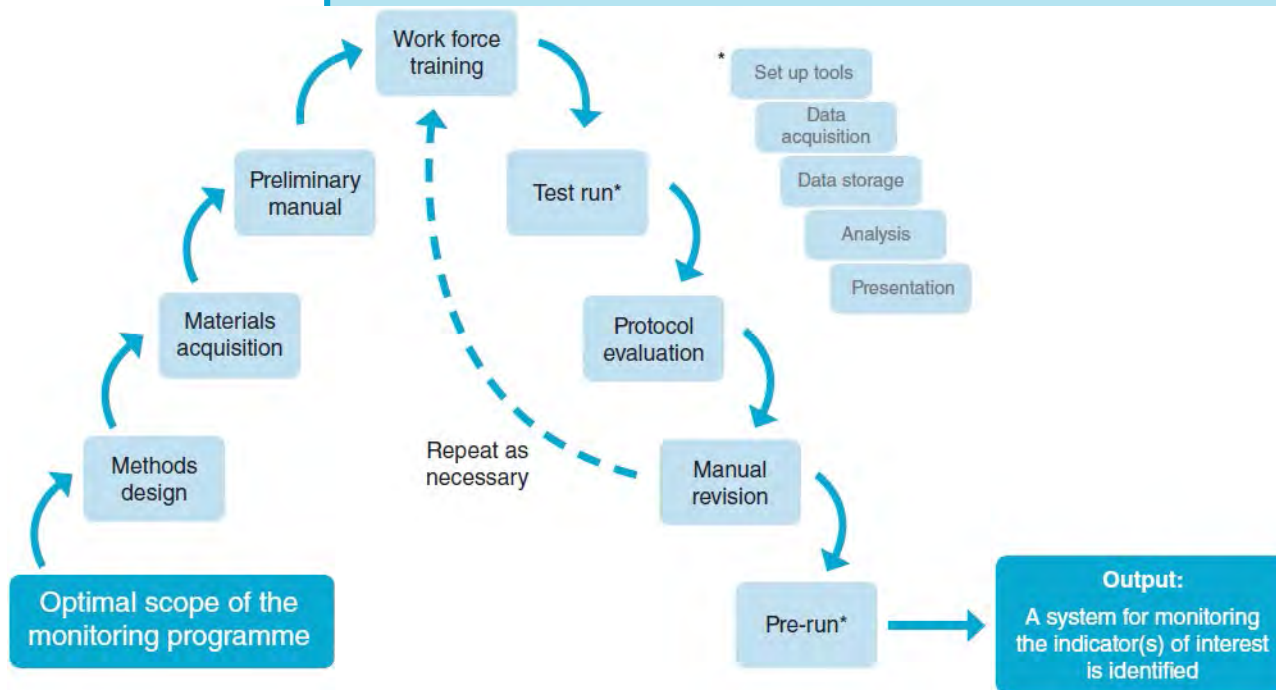 Work force
training
*
Set up tools
Data
acquisition
Preliminary
manual
Test run*
Data storage
Analysis
Presentation
Materials
acquisition
Protocol
evaluation
Repeat as
necessary
Methods
design
Manual
revision
Optimal scope of the
monitoring programme
Pre-run*
Output:
A system for monitoring
the indicator(s) of interest
is identified